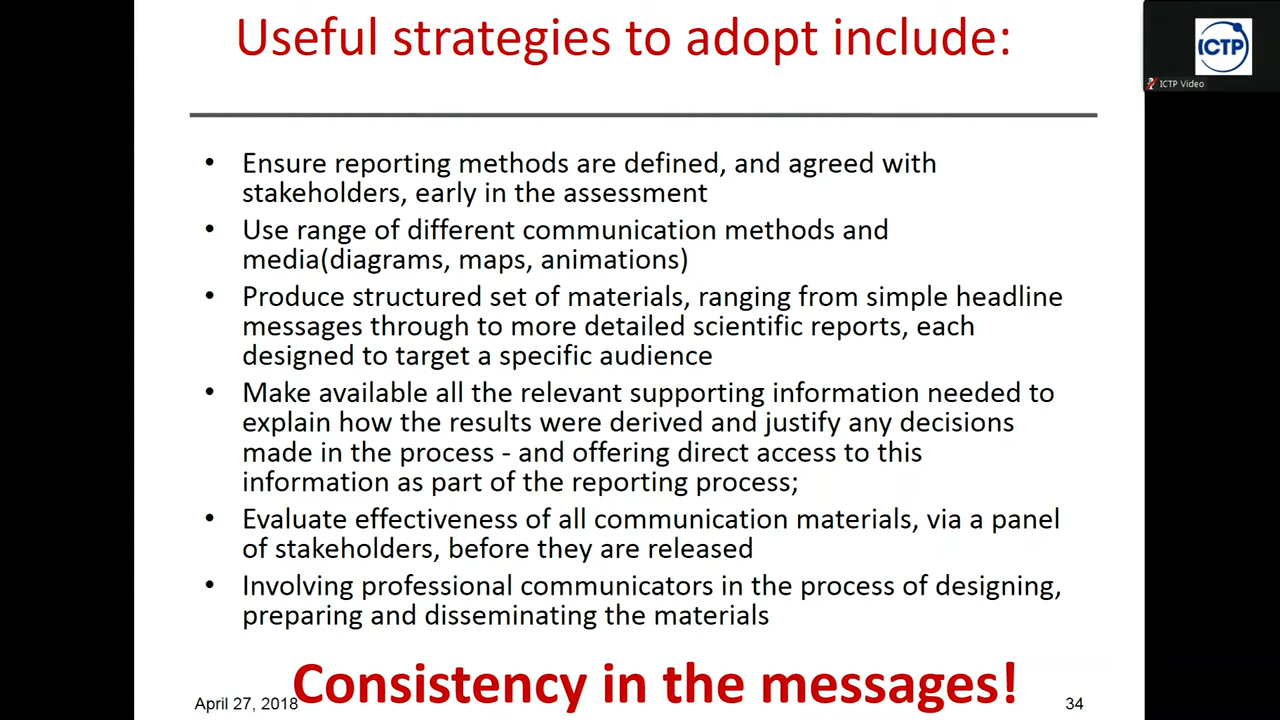 Useful strategies to adopt include:
ICTP
ICTP Video
• Ensure reporting methods are defined, and agreed with
stakeholders, early in the assessment
• Use range of different communication methods and
media(diagrams, maps, animations)
• Produce structured set of materials, ranging from simple headline
messages through to more detailed scientific reports, each
designed to target a specific audience
• Make available all the relevant supporting information needed to
explain how the results were derived and justify any decisions
made in the process - and offering direct access to this
information as part of the reporting process;
• Evaluate effectiveness of all communication materials, via a panel
of stakeholders, before they are released
• Involving professional communicators in the process of designing,
preparing and disseminating the materials
Consistency in the messages!
April 27, 2018
34